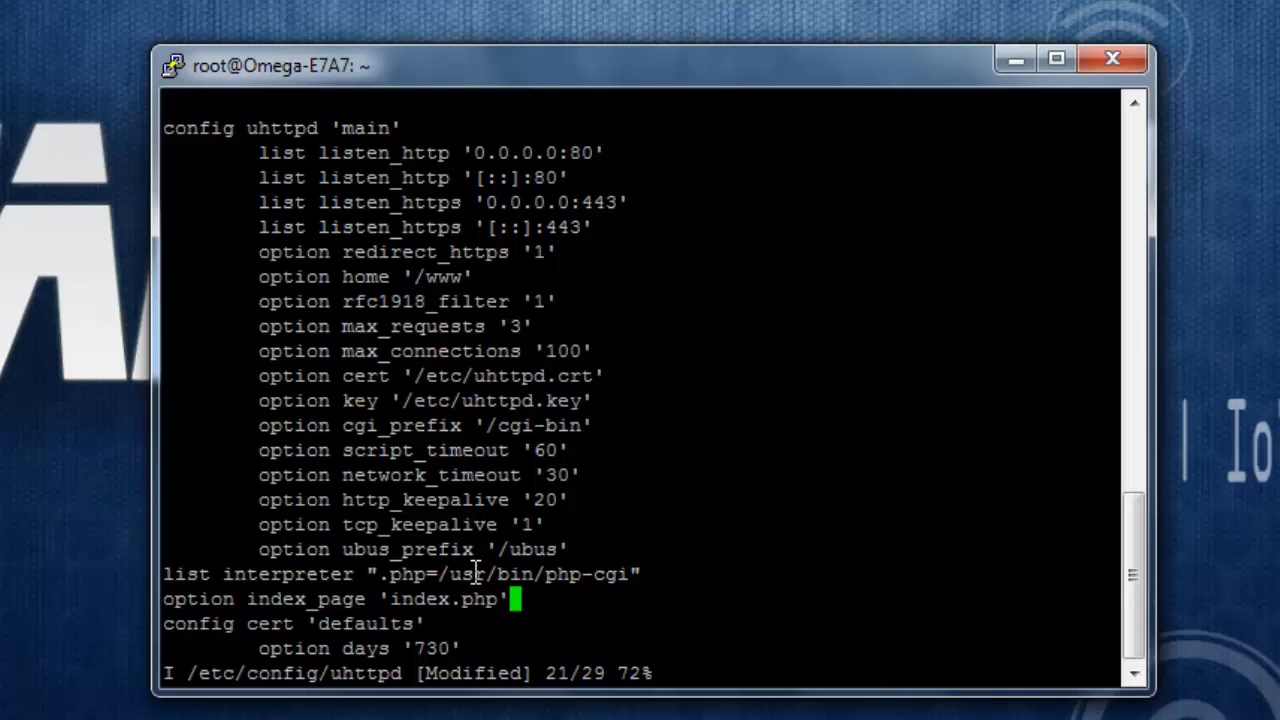 root@Omega-E7A7: ~
config uhttpd 'main'
        list listen_http '0.0.0.0:80'
        list listen_http '[::]:80'
        list listen_https '0.0.0.0:443'
        list listen_https '[::]:443'
        option redirect_https '1'
        option home '/www'
        option rfc1918_filter '1'
        option max_requests '3'
        option max_connections '100'
        option cert '/etc/uhttpd.crt'
        option key '/etc/uhttpd.key'
        option cgi_prefix '/cgi-bin'
        option script_timeout '60'
        option network_timeout '30'
        option http_keepalive '20'
        option tcp_keepalive '1'
        option ubus_prefix '/ubus'
list interpreter ".php=/usr/bin/php-cgi"
option index_page 'index.php'
config cert 'defaults'
        option days '730'
I /etc/config/uhttpd [Modified] 21/29 72%
| Io